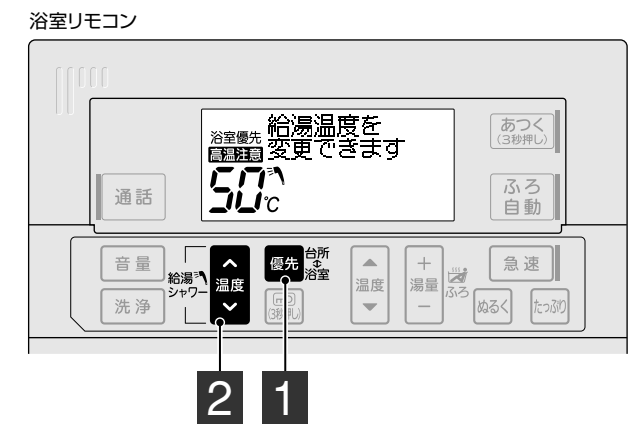 浴室リモコン
給湯温度を
浴室優先
高温注意
変更できます
50℃
あつく
(3秒押し)
通話
ふろ
自動
音量
洗浄
給湯
シャワー
温度
優先
台所
⇕
浴室
(3秒押し)
温度
＋
湯量
－
ふろ
急速
ぬるく
たっぷり
2
1